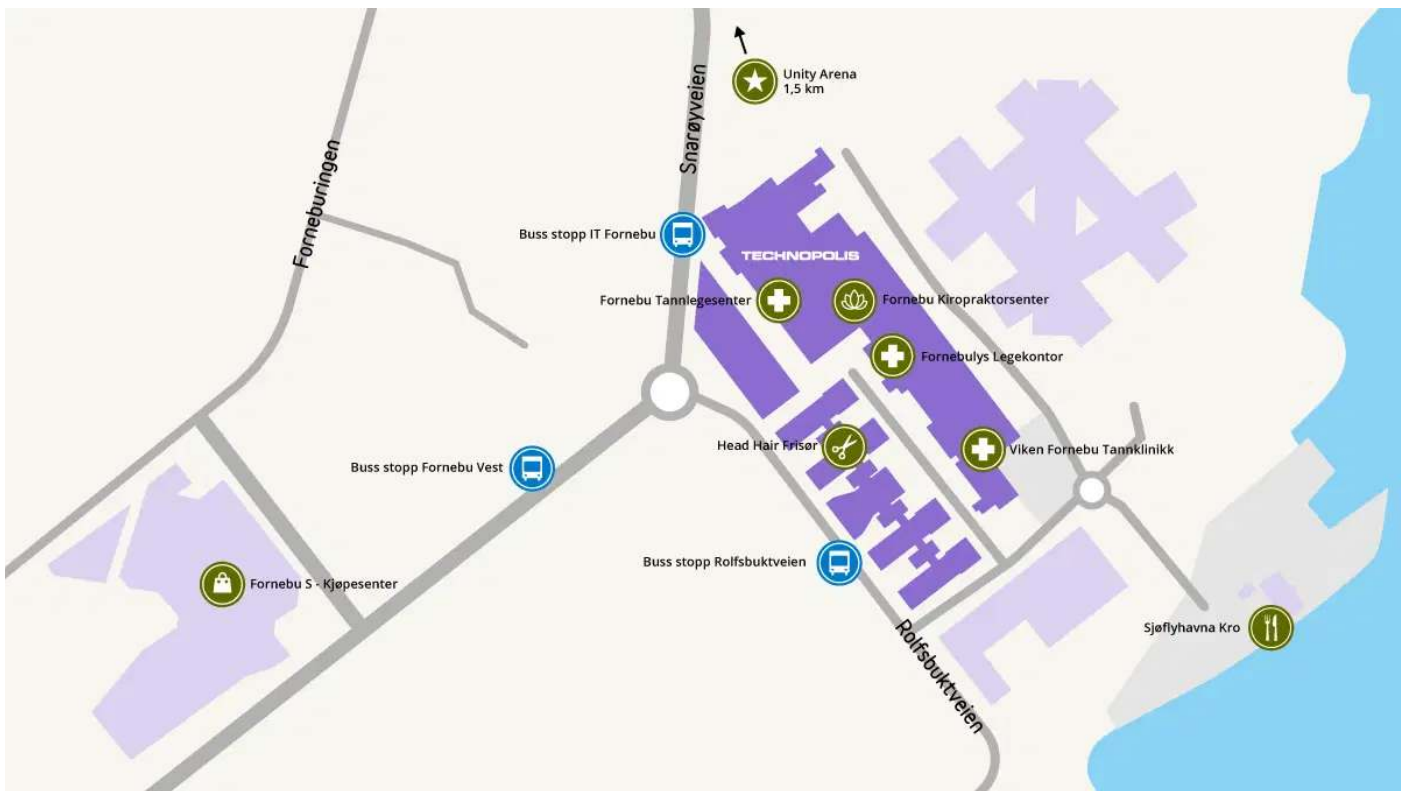 Unity Arena
1,5 km
Snarøyveien
Forneburingen
Buss stopp IT Fornebu
TECHNOPOLIS
Fornebu Tannlegesenter
Fornebu Kiropraktorsenter
Fornebulys Legekontor
Head Hair Frisør
Viken Fornebu Tannklinikk
Buss stopp Fornebu Vest
Buss stopp Rolfsbuktveien
Fornebu S - Kjøpesenter
Sjøflyhavna Kro
Rolfsbuktveien